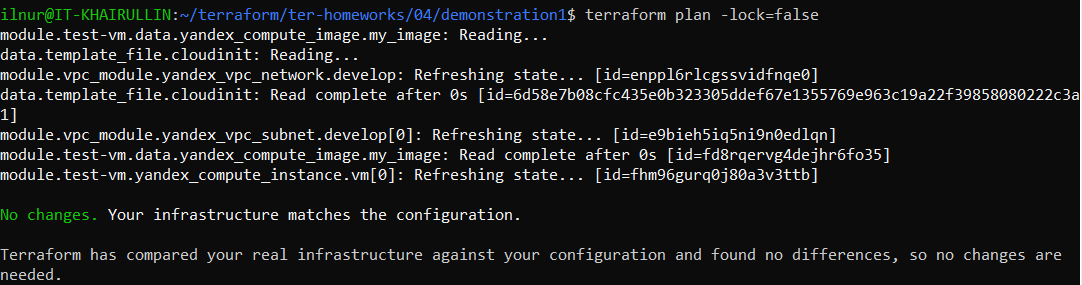 ilnur@IT-KHAIRULLIN:~/terraform/ter-homeworks/04/demonstration1$ terraform plan -lock=false
module.test-vm.data.yandex_compute_image.my_image: Reading...
data.template_file.cloudinit: Reading...
module.vpc_module.yandex_vpc_network.develop: Refreshing state... [id=enppl6rlcgssvidfnqe0]
data.template_file.cloudinit: Read complete after 0s [id=6d58e7b08cfc435e0b323305ddef67e1355769e963c19a22f39858080222c3a
1]
module.vpc_module.yandex_vpc_subnet.develop[0]: Refreshing state... [id=e9bieh5iq5ni9n0edlqn]
module.test-vm.data.yandex_compute_image.my_image: Read complete after 0s [id=fd8rqervg4dejhr6fo35]
module.test-vm.yandex_compute_instance.vm[0]: Refreshing state... [id=fhm96gurq0j80a3v3ttb]
No changes. Your infrastructure matches the configuration.
Terraform has compared your real infrastructure against your configuration and found no differences, so no changes are
needed.